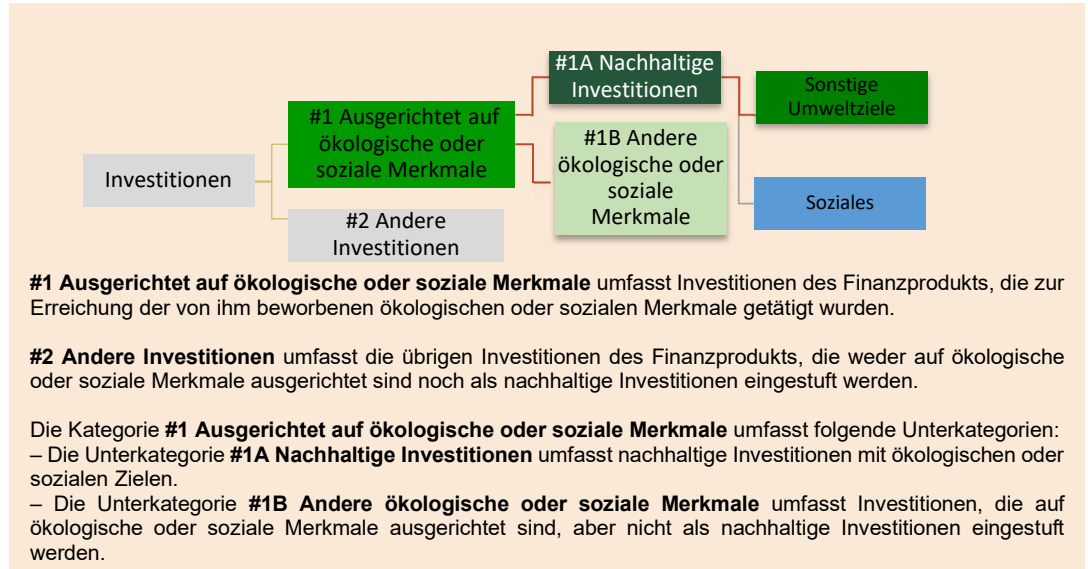 #1A Nachhaltige
Investitionen
Sonstige
Umweltziele
#1 Ausgerichtet auf
ökologische oder
soziale Merkmale
#1B Andere
ökologische oder
soziale
Merkmale
Investitionen
Soziales
#2 Andere
Investitionen
#1 Ausgerichtet auf ökologische oder soziale Merkmale umfasst Investitionen des Finanzprodukts, die zur
Erreichung der von ihm beworbenen ökologischen oder sozialen Merkmale getätigt wurden.
#2 Andere Investitionen umfasst die übrigen Investitionen des Finanzprodukts, die weder auf ökologische
oder soziale Merkmale ausgerichtet sind noch als nachhaltige Investitionen eingestuft werden.
Die Kategorie #1 Ausgerichtet auf ökologische oder soziale Merkmale umfasst folgende Unterkategorien:
– Die Unterkategorie #1A Nachhaltige Investitionen umfasst nachhaltige Investitionen mit ökologischen oder
sozialen Zielen.
– Die Unterkategorie #1B Andere ökologische oder soziale Merkmale umfasst Investitionen, die auf
ökologische oder soziale Merkmale ausgerichtet sind, aber nicht als nachhaltige Investitionen eingestuft
werden.